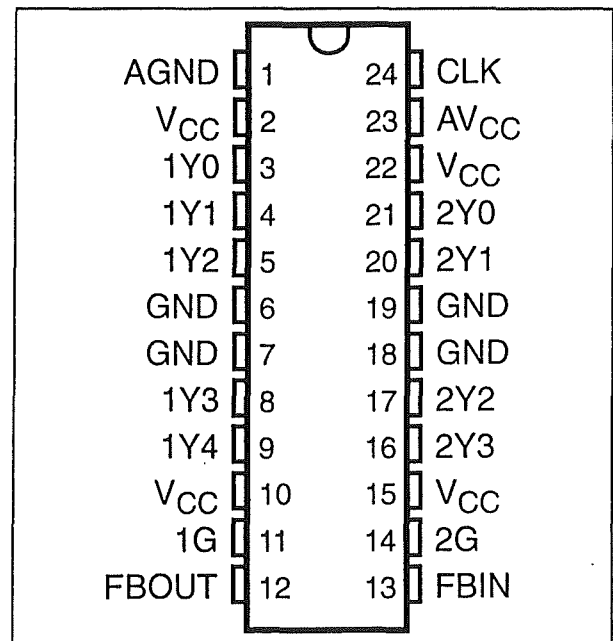 AGND 1 24 CLK
VCC 2 23 AVCC
1Y0 3 22 VCC
1Y1 4 21 2Y0
1Y2 5 20 2Y1
GND 6 19 GND
GND 7 18 GND
1Y3 8 17 2Y2
1Y4 9 16 2Y3
VCC 10 15 VCC
1G 11 14 2G
FBOUT 12 13 FBIN